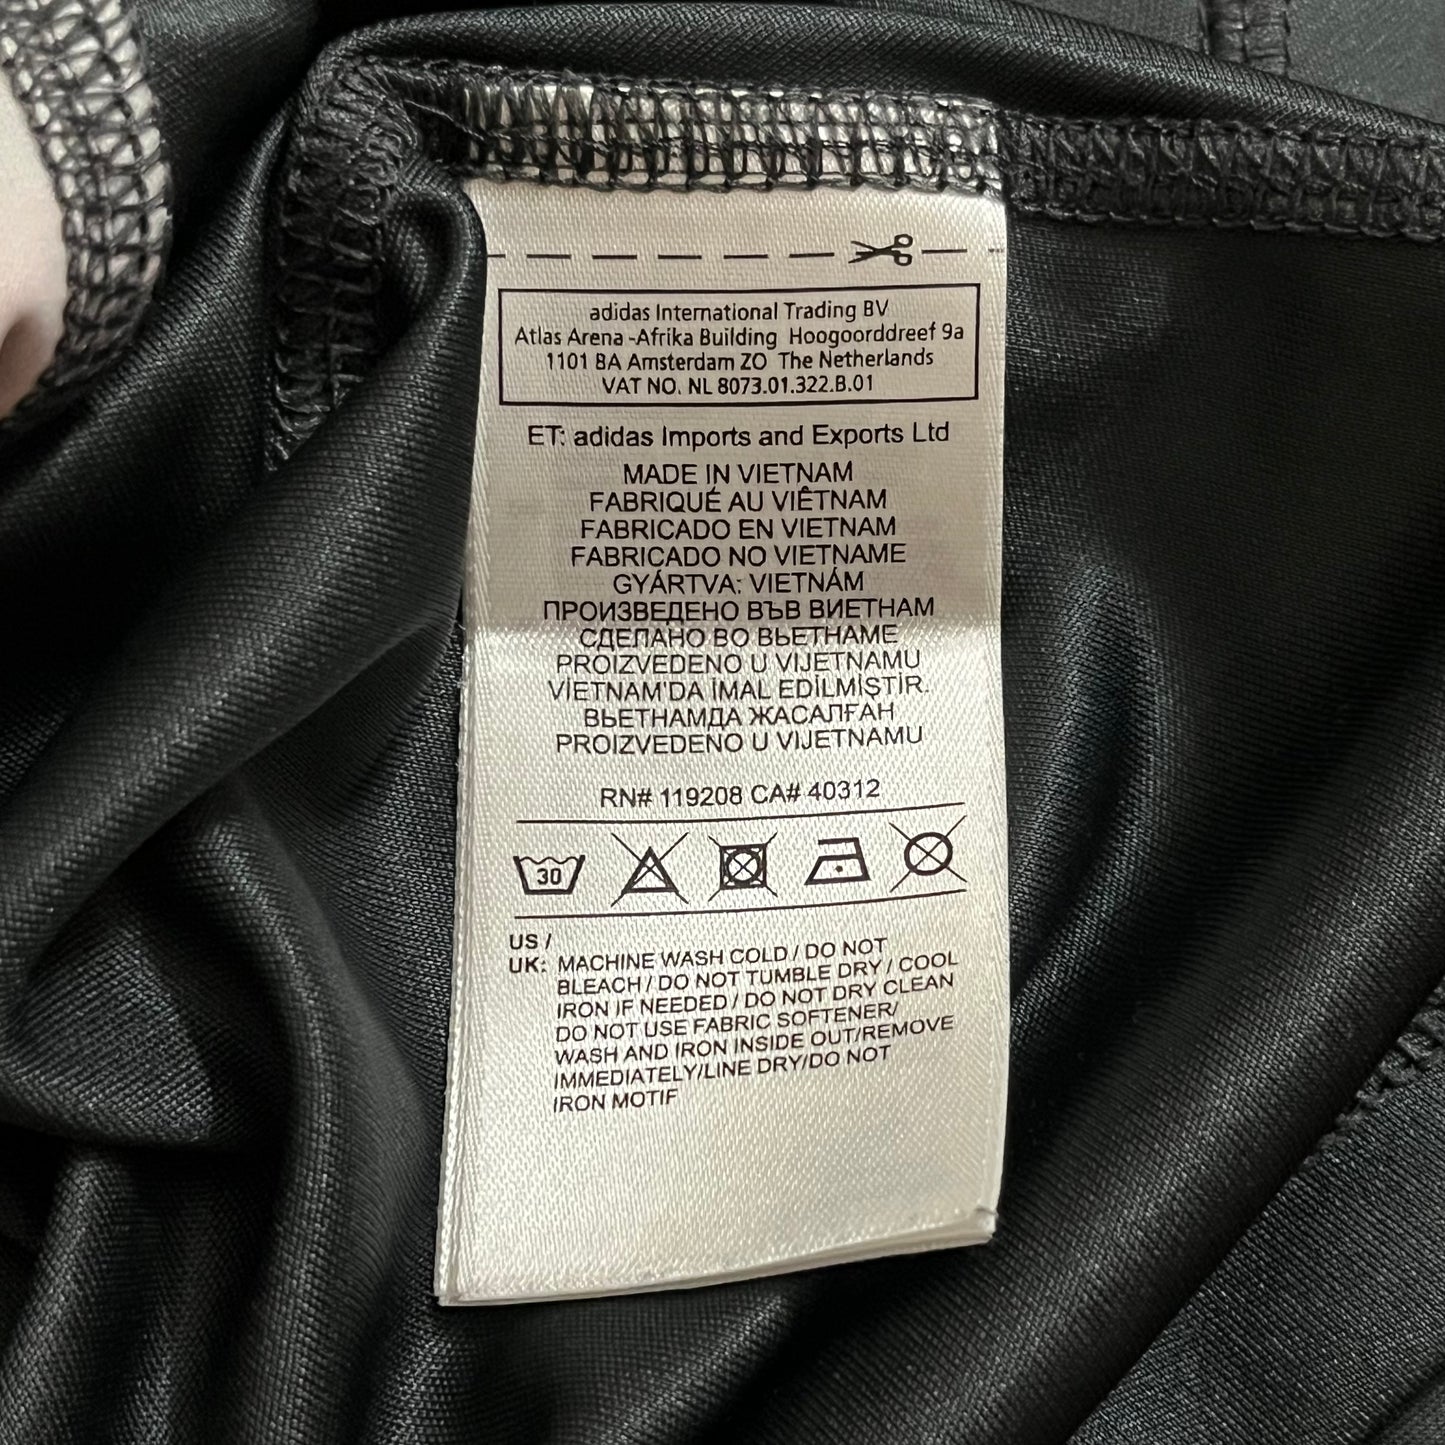 adidas International Trading BV
Atlas Arena -Afrika Building Hoogoorddreef 9a
1101 BA Amsterdam ZO The Netherlands
VAT NO. NL 8073.01.322.B.01
ET: adidas Imports and Exports Ltd
MADE IN VIETNAM
FABRIQUÉ AU VIÊTNAM
FABRICADO EN VIETNAM
FABRICADO NO VIETNAME
GYÁRTVA: VIETNÁM
ПРОИЗВЕДЕНО ВЪВ ВИЕТНАМ
СДЕЛАНО ВО ВЬЕТНАМЕ
PROIZVEDENO U VIJETNAMU
VİETNAM'DA İMAL EDİLMİŞTİR.
ВЬЕТНАМДА ЖАСАЛҒАН
PROIZVEDENO U VIJETNAMU
RN# 119208 CA# 40312
30
US /
UK: MACHINE WASH COLD / DO NOT
BLEACH / DO NOT TUMBLE DRY / COOL
IRON IF NEEDED / DO NOT DRY CLEAN
DO NOT USE FABRIC SOFTENER/
WASH AND IRON INSIDE OUT/REMOVE
IMMEDIATELY/LINE DRY/DO NOT
IRON MOTIF